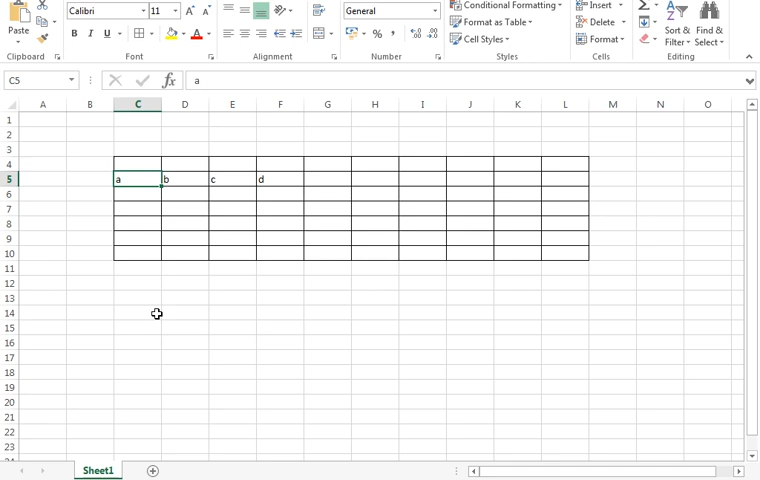 Calibri 11 General Conditional Formatting Insert
Paste Format as Table Delete Sort & Find &
B I U Cell Styles Format Filter Select
Clipboard Font Alignment Number Styles Cells Editing
C5 fx a
A B C D E F G H I J K L M N O
1
2
3
4
5 a b c d
6
7
8
9
10
11
12
13
14
15
16
17
18
19
20
21
22
23
Sheet1